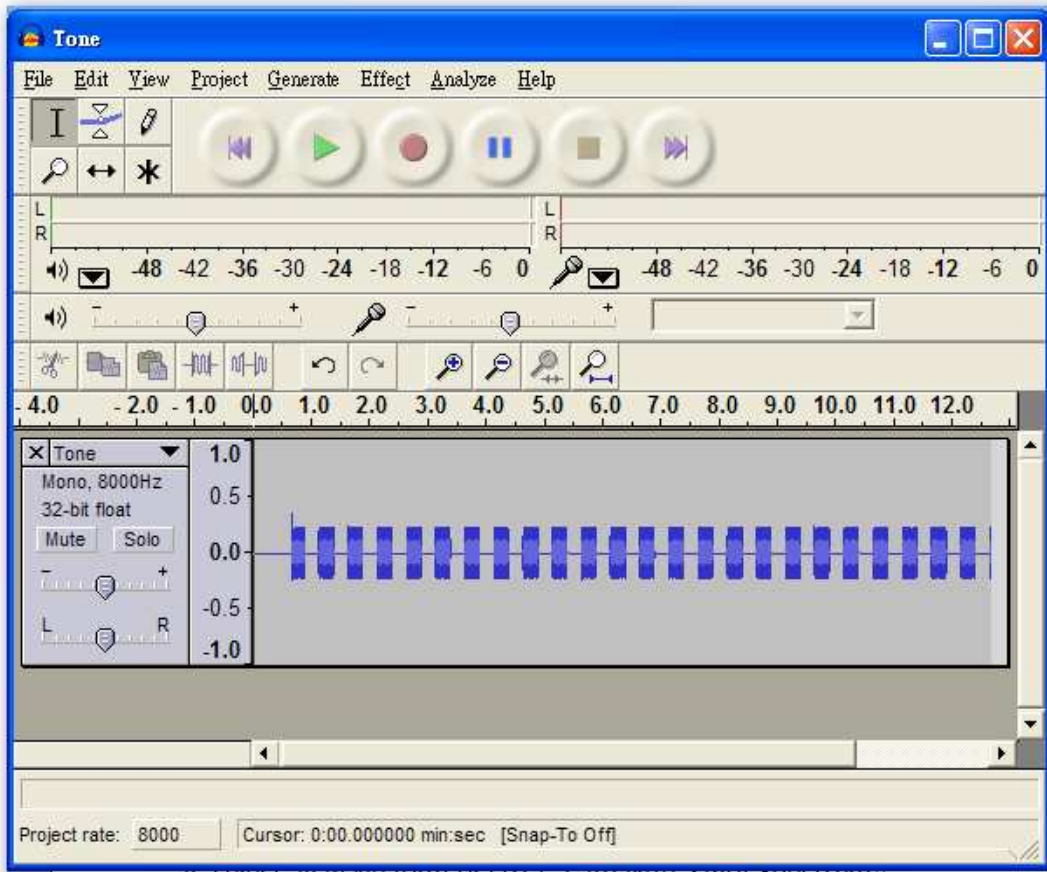 Tone
File Edit View Project Generate Effect Analyze Help
L
R
L
R
-48 -42 -36 -30 -24 -18 -12 -6 0
-48 -42 -36 -30 -24 -18 -12 -6 0
- +
- +
- 4.0 - 2.0 - 1.0 0.0 1.0 2.0 3.0 4.0 5.0 6.0 7.0 8.0 9.0 10.0 11.0 12.0
Tone
Mono, 8000Hz
32-bit float
Mute Solo
- +
L R
1.0
0.5
0.0
-0.5
-1.0
Project rate: 8000 Cursor: 0:00.000000 min:sec [Snap-To Off]